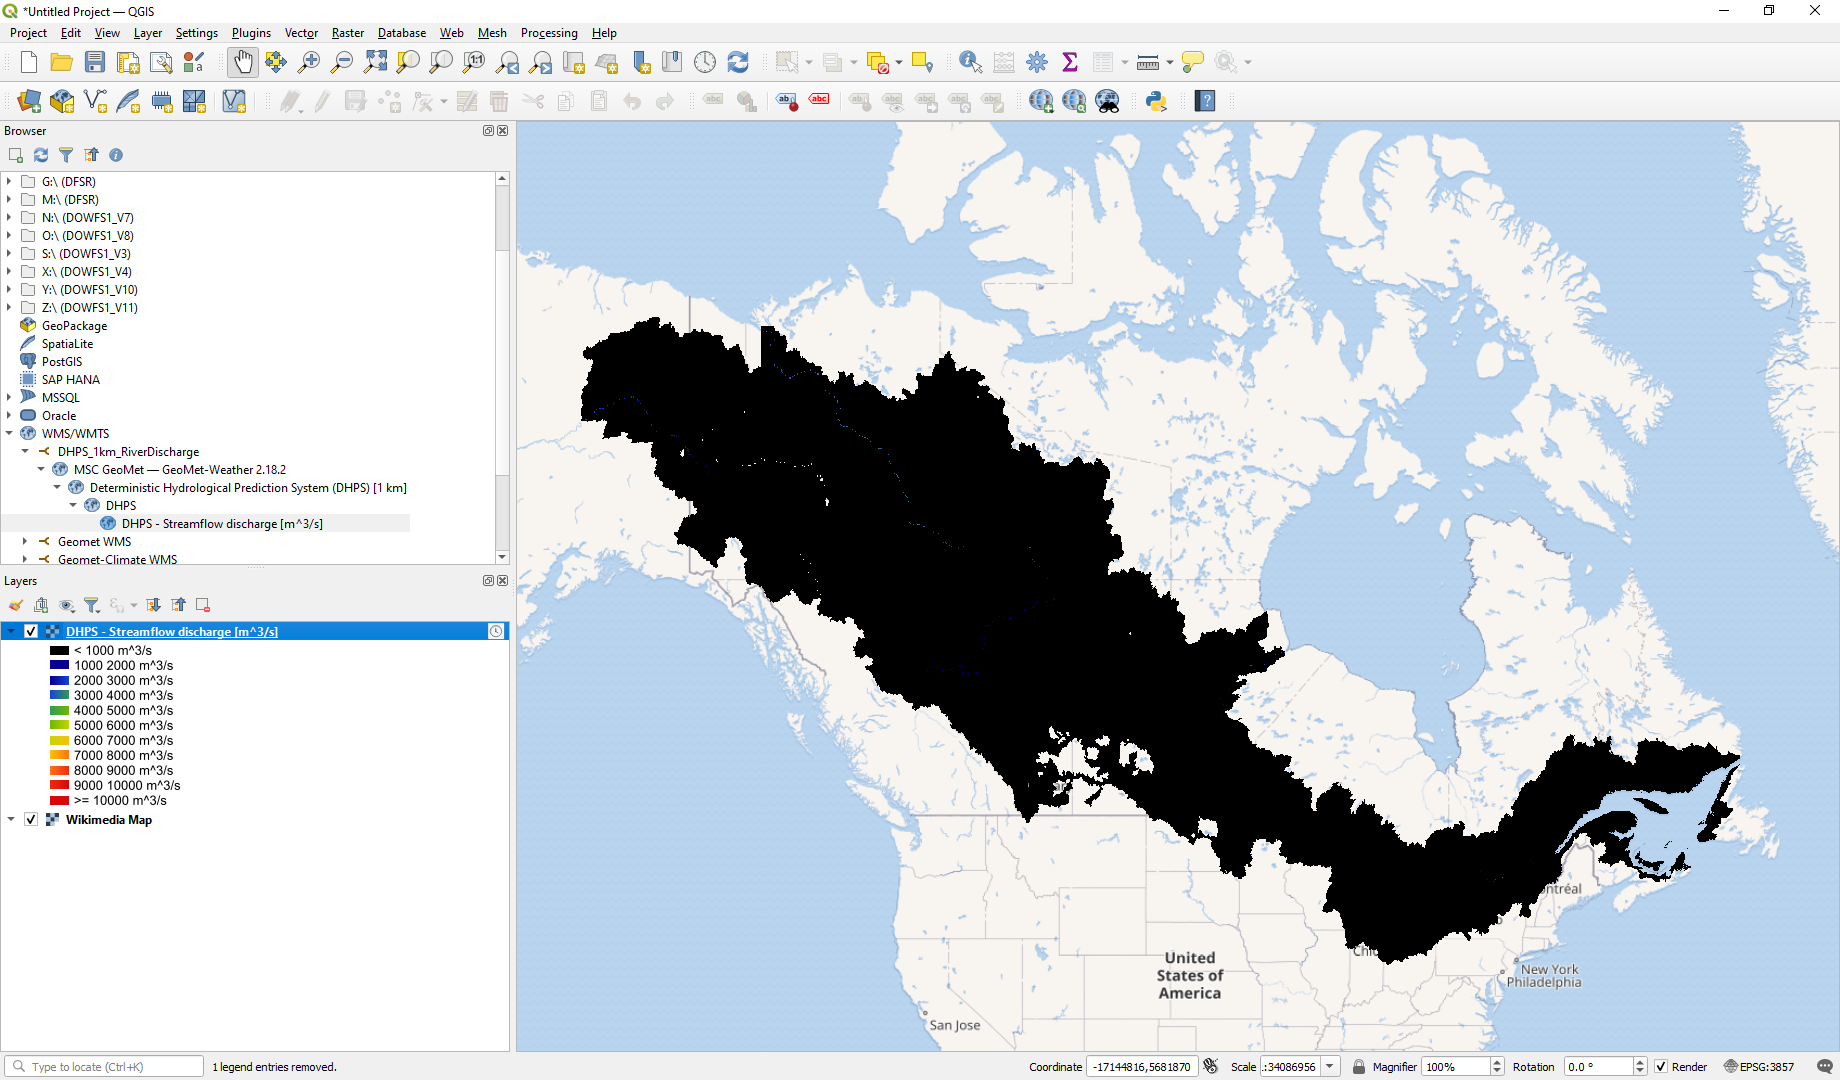 *Untitled Project — QGIS
Project Edit View Layer Settings Plugins Vector Raster Database Web Mesh Processing Help
Browser
G:\ (DFSR)
M:\ (DFSR)
N:\ (DOWFS1_V7)
O:\ (DOWFS1_V8)
S:\ (DOWFS1_V3)
X:\ (DOWFS1_V4)
Y:\ (DOWFS1_V10)
Z:\ (DOWFS1_V11)
GeoPackage
SpatiaLite
PostGIS
SAP HANA
MSSQL
Oracle
WMS/WMTS
DHPS_1km_RiverDischarge
MSC GeoMet — GeoMet-Weather 2.18.2
Deterministic Hydrological Prediction System (DHPS) [1 km]
DHPS
DHPS - Streamflow discharge [m^3/s]
Geomet WMS
Geomet-Climate WMS
Layers
DHPS - Streamflow discharge [m^3/s]
< 1000 m^3/s
1000 2000 m^3/s
2000 3000 m^3/s
3000 4000 m^3/s
4000 5000 m^3/s
5000 6000 m^3/s
6000 7000 m^3/s
7000 8000 m^3/s
8000 9000 m^3/s
9000 10000 m^3/s
>= 10000 m^3/s
Wikimedia Map
ontréal
Chic
United
States of
America
New York
Philadelphia
San Jose
Type to locate (Ctrl+K)
1 legend entries removed.
Coordinate -17144816,5681870 Scale .:34086956 Magnifier 100% Rotation 0.0 ° Render EPSG:3857